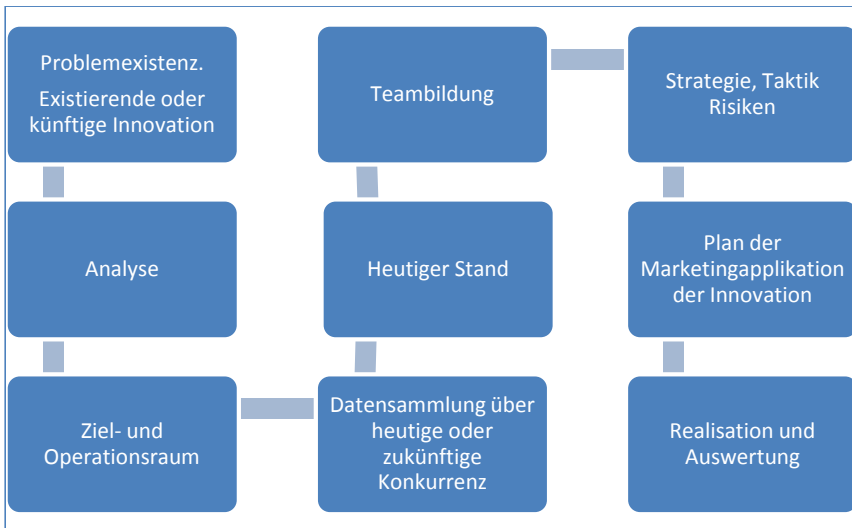 Problemexistenz.
Existierende oder
künftige Innovation
Analyse
Ziel- und
Operationsraum
Datensammlung über
heutige oder
zukünftige
Konkurrenz
Heutiger Stand
Teambildung
Strategie, Taktik
Risiken
Plan der
Marketingapplikation
der Innovation
Realisation und
Auswertung